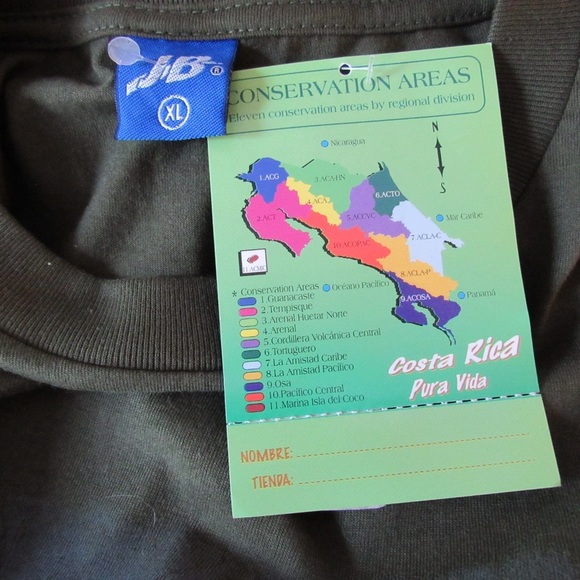 JB®
XL
CONSERVATION AREAS
Eleven conservation areas by regional division
N
Nicaragua
1.ACG
3.ACA-HN
6.ACTO
2.ACT
5.ACCVC
7.ACLA-C
Mar Caribe
10.ACOPAC
8.ACLA-P
S
* Conservation Areas
Océano Pacífico
9.ACOSA
Panamá
1.Guanacaste
2.Tempisque
3.Arenal Huetar Norte
4.Arenal
5.Cordillera Volcánica Central
6.Tortuguero
7.La Amistad Caribe
8.La Amistad Pacífico
9.Osa
10.Pacífico Central
11.Marina Isla del Coco
Costa Rica
Pura Vida
NOMBRE:
TIENDA: